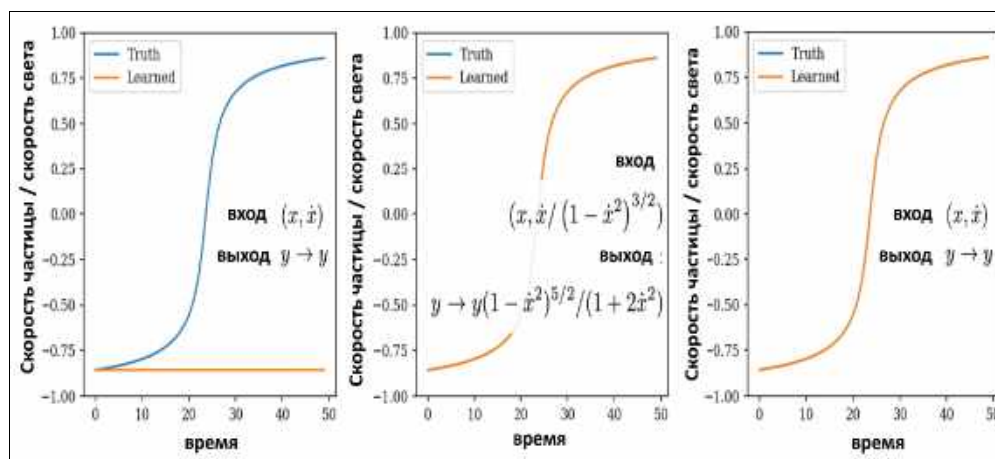 Скорость частицы / скорость света
1.00
0.75
0.50
0.25
0.00
−0.25
−0.50
−0.75
−1.00
Truth
Learned
вход (x, ẋ)
выход y → y
0 10 20 30 40 50
время
Скорость частицы / скорость света
1.00
0.75
0.50
0.25
0.00
−0.25
−0.50
−0.75
−1.00
Truth
Learned
вход
(x, ẋ/ (1 − ẋ²)^{3/2})
выход :
y → y(1 − ẋ²)^{5/2}/(1 + 2ẋ²)
0 10 20 30 40 50
время
Скорость частицы / скорость света
1.00
0.75
0.50
0.25
0.00
−0.25
−0.50
−0.75
−1.00
Truth
Learned
вход (x, ẋ)
выход y → y
0 10 20 30 40 50
время